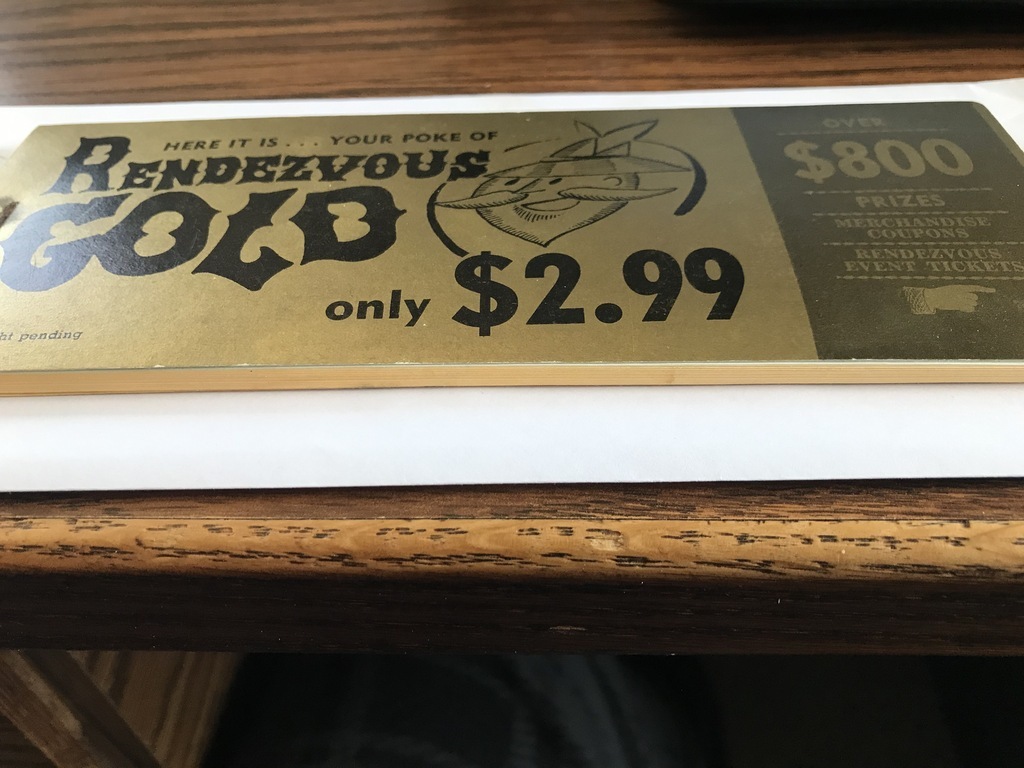 HERE IT IS . . . YOUR POKE OF
RENDEZVOUS
GOLD
only $2.99
ht pending
OVER
$800
PRIZES
MERCHANDISE
COUPONS
RENDEZVOUS
EVENT TICKETS